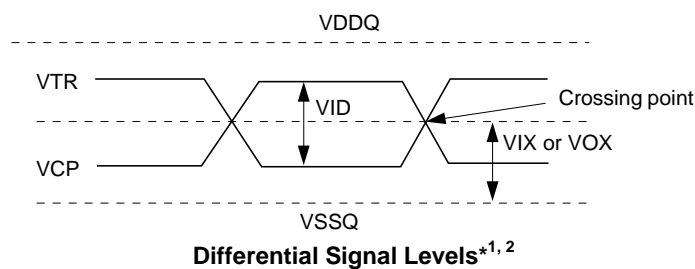 VDDQ
VTR
VID
Crossing point
VIX or VOX
VCP
VSSQ
Differential Signal Levels*1, 2